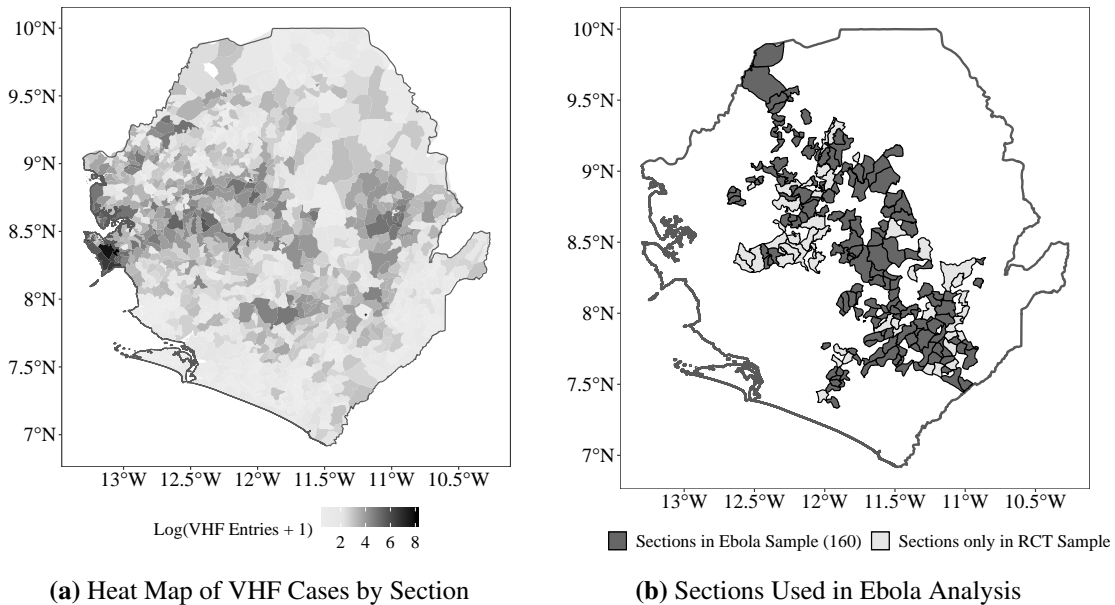 10°N
9.5°N
9°N
8.5°N
8°N
7.5°N
7°N
13°W 12.5°W 12°W 11.5°W 11°W 10.5°W
Log(VHF Entries + 1)
2 4 6 8
(a) Heat Map of VHF Cases by Section
10°N
9.5°N
9°N
8.5°N
8°N
7.5°N
7°N
13°W 12.5°W 12°W 11.5°W 11°W 10.5°W
Sections in Ebola Sample (160) Sections only in RCT Sample
(b) Sections Used in Ebola Analysis